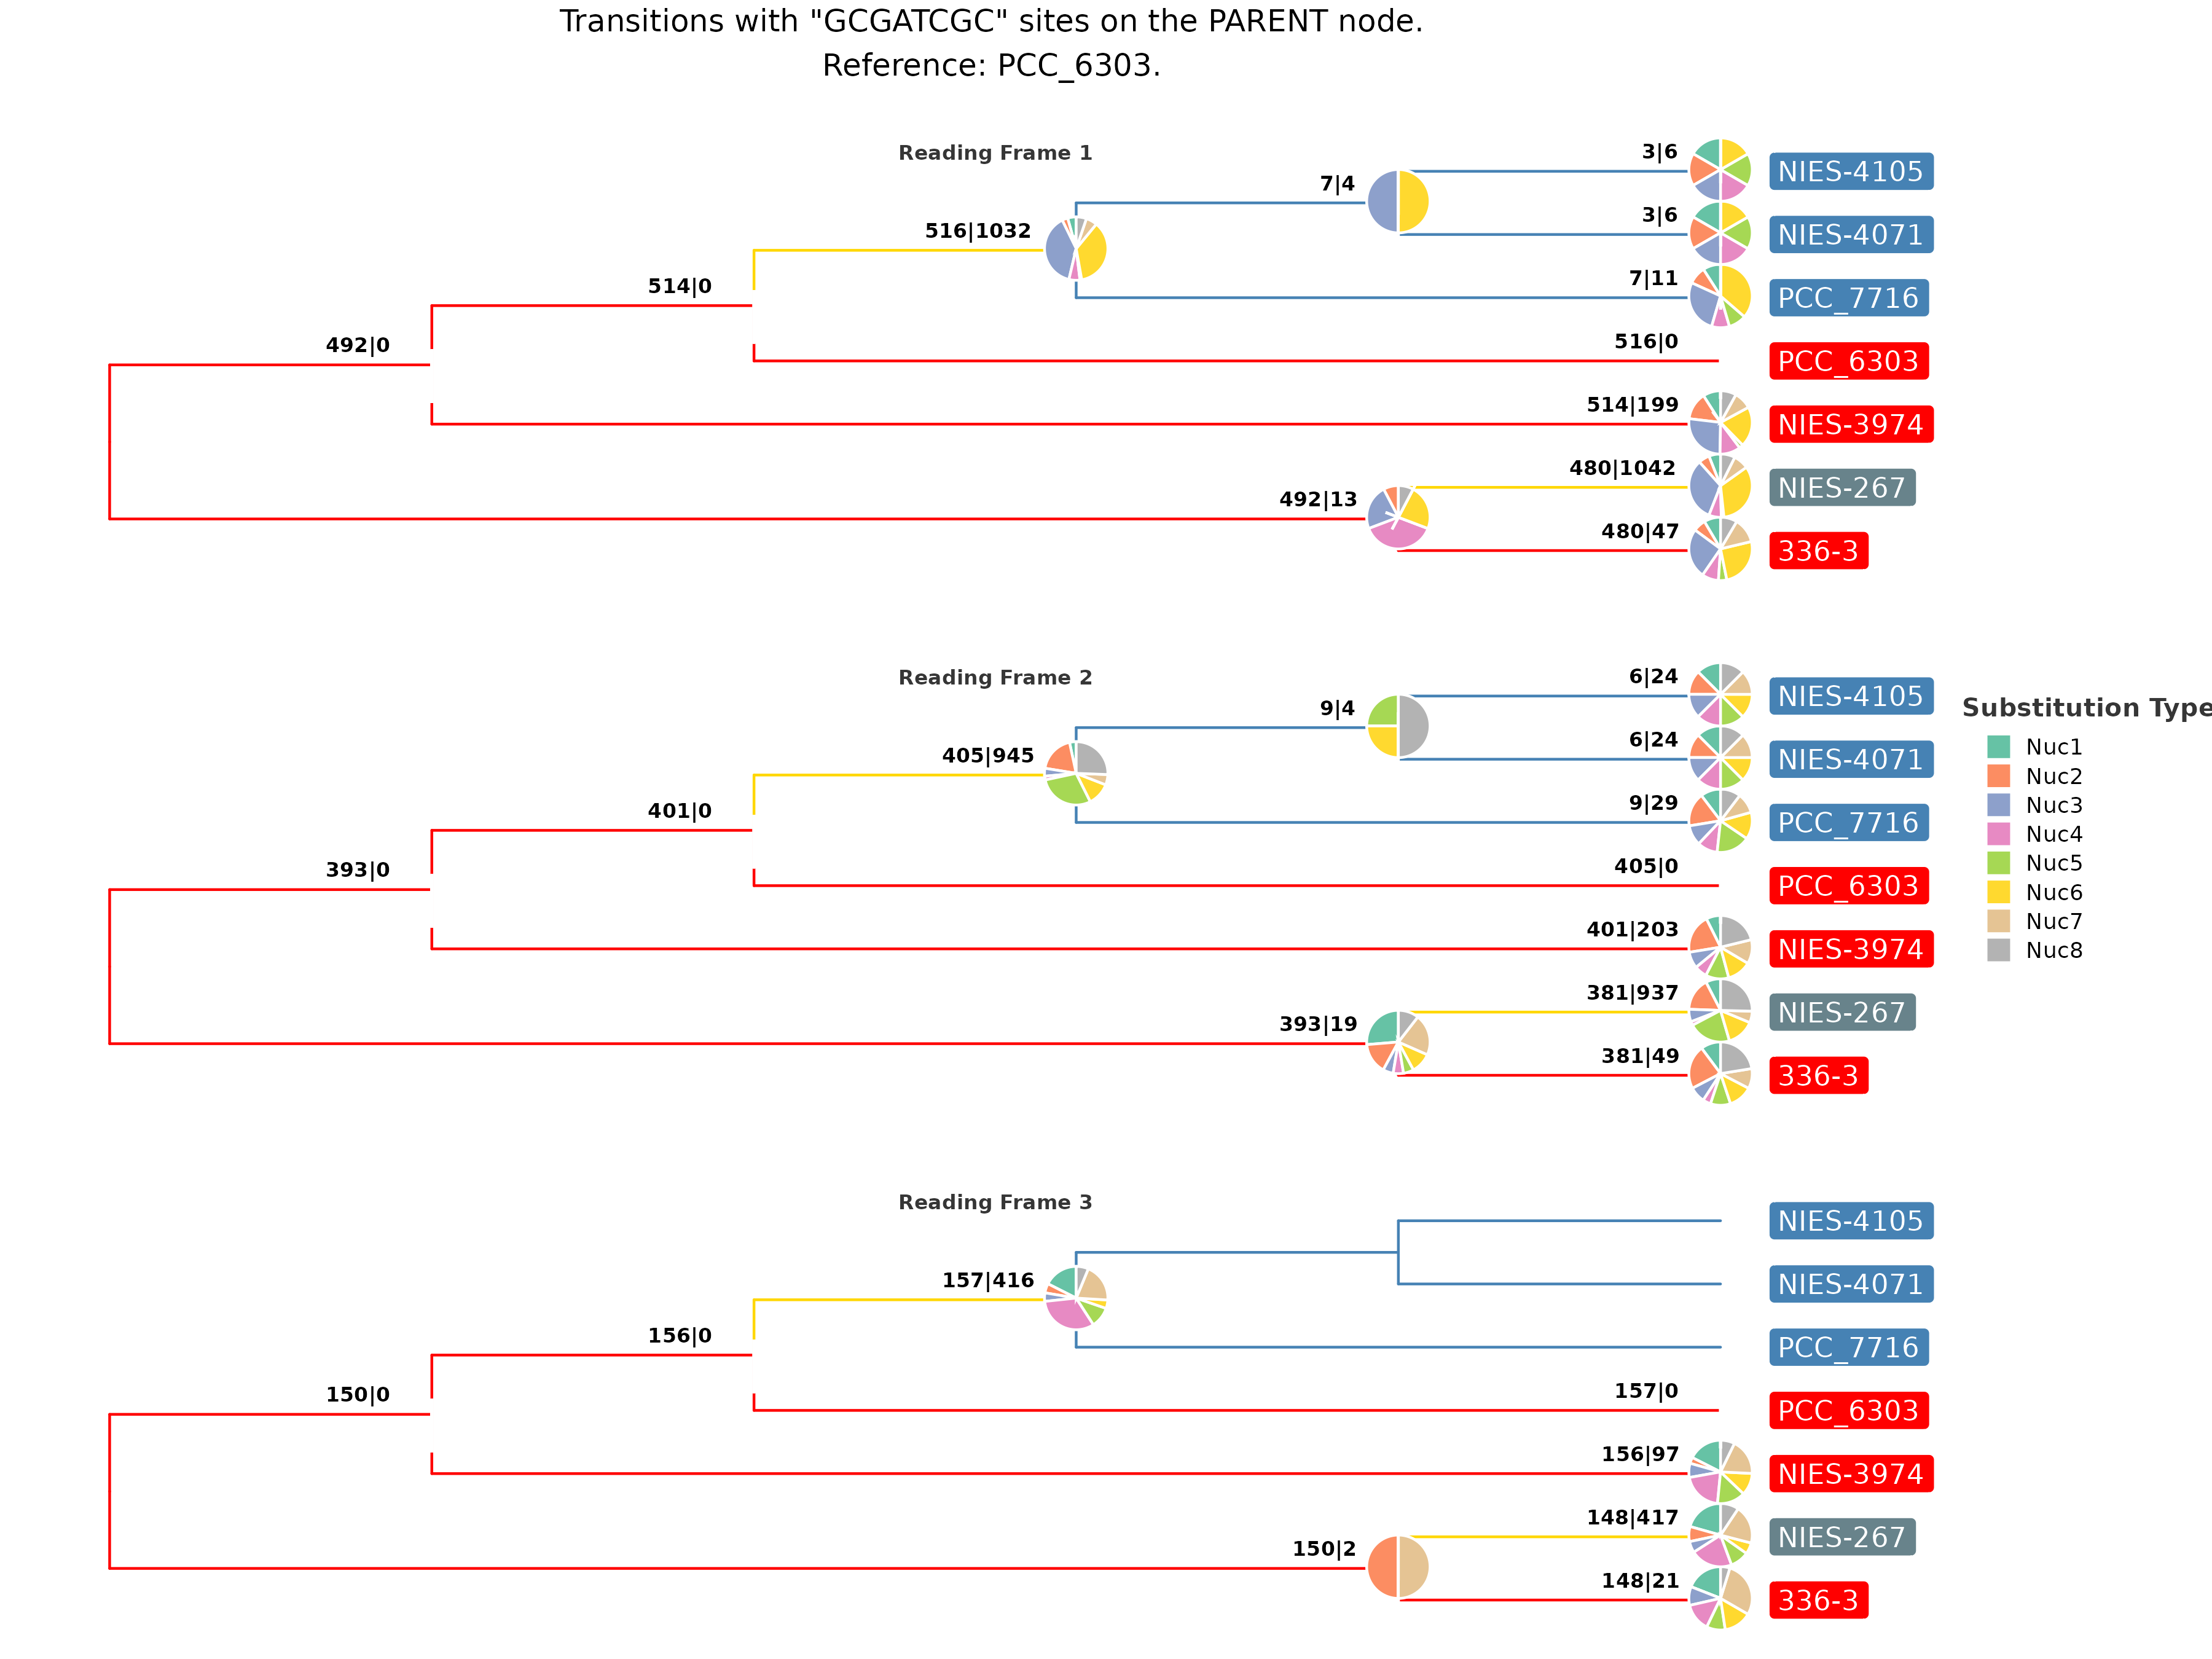 Transitions with "GCGATCGC" sites on the PARENT node.
Reference: PCC_6303.
Reading Frame 1
3|6
NIES-4105
7|4
3|6
NIES-4071
516|1032
7|11
PCC_7716
514|0
516|0
PCC_6303
492|0
514|199
NIES-3974
480|1042
NIES-267
492|13
480|47
336-3
Reading Frame 2
6|24
NIES-4105
9|4
6|24
NIES-4071
405|945
9|29
PCC_7716
401|0
405|0
PCC_6303
393|0
401|203
NIES-3974
381|937
NIES-267
393|19
381|49
336-3
Substitution Type
Nuc1
Nuc2
Nuc3
Nuc4
Nuc5
Nuc6
Nuc7
Nuc8
Reading Frame 3
NIES-4105
NIES-4071
157|416
PCC_7716
156|0
157|0
PCC_6303
150|0
156|97
NIES-3974
148|417
NIES-267
150|2
148|21
336-3